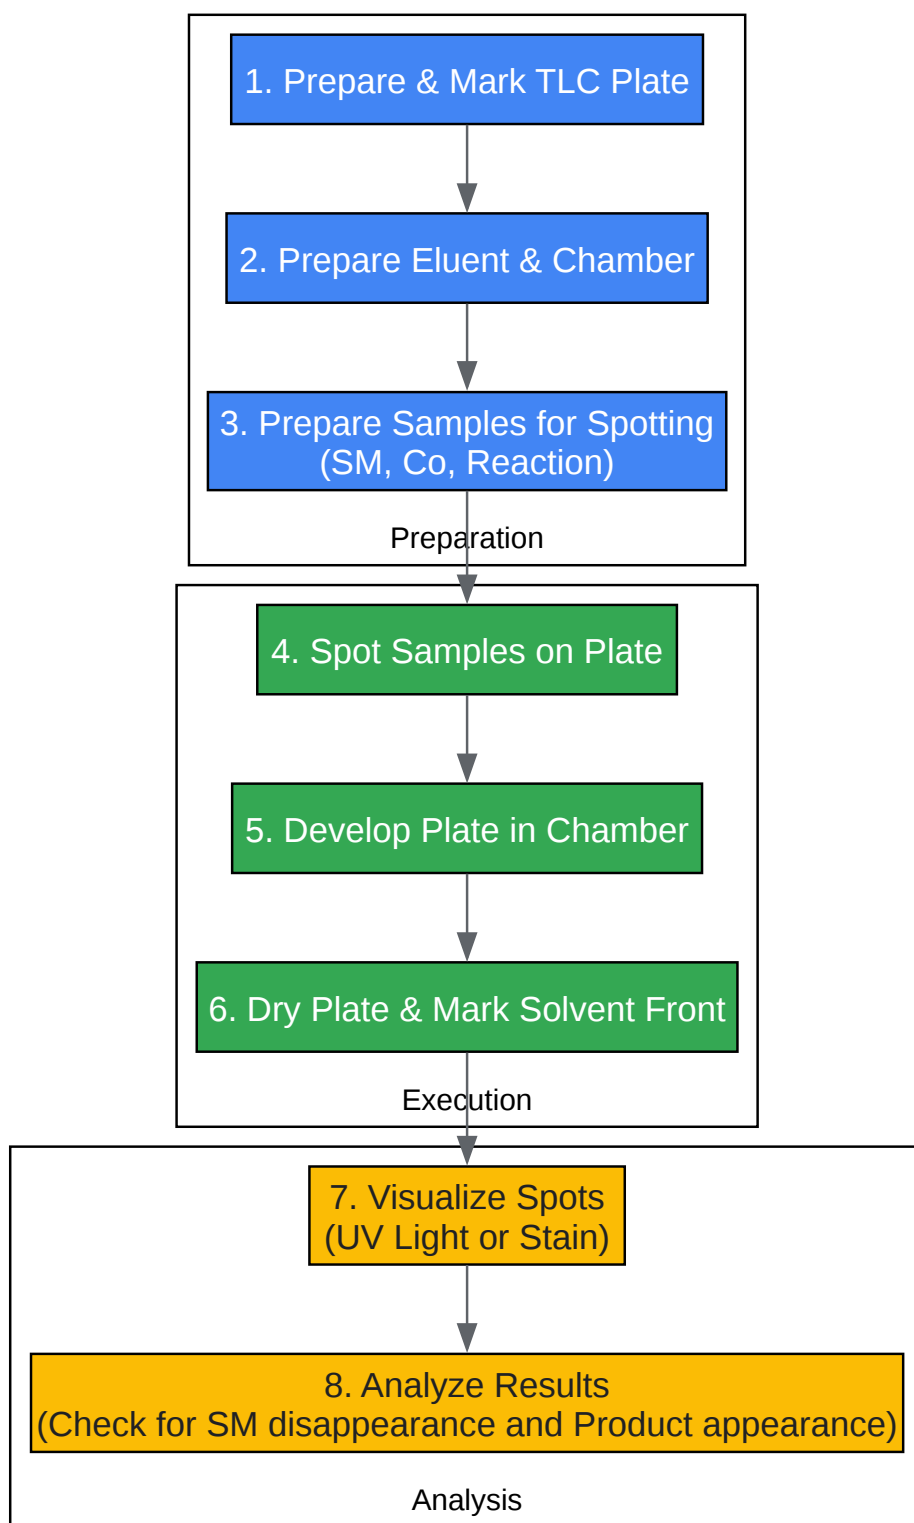 1. Prepare & Mark TLC Plate
2. Prepare Eluent & Chamber
3. Prepare Samples for Spotting
(SM, Co, Reaction)
Preparation
4. Spot Samples on Plate
5. Develop Plate in Chamber
6. Dry Plate & Mark Solvent Front
Execution
7. Visualize Spots
(UV Light or Stain)
8. Analyze Results
(Check for SM disappearance and Product appearance)
Analysis